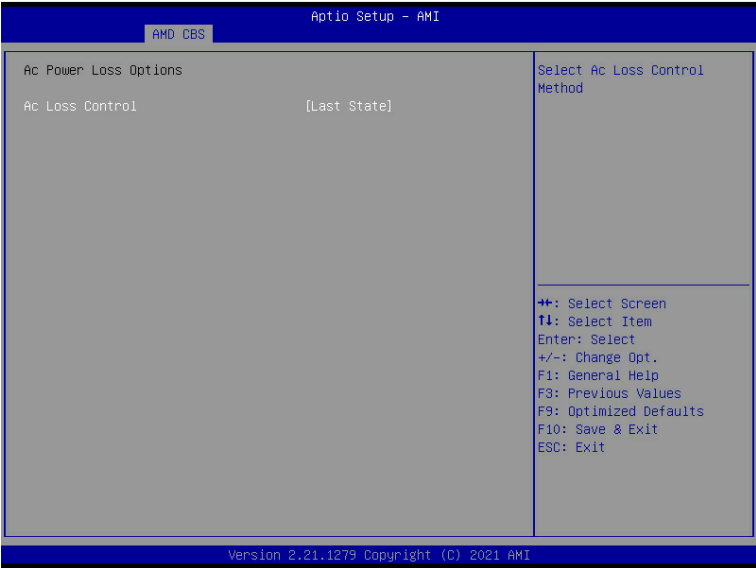 Aptio Setup – AMI
AMD CBS
Ac Power Loss Options
Ac Loss Control [Last State]
Select Ac Loss Control
Method
→←: Select Screen
↑↓: Select Item
Enter: Select
+/-: Change Opt.
F1: General Help
F3: Previous Values
F9: Optimized Defaults
F10: Save & Exit
ESC: Exit
Version 2.21.1279 Copyright (C) 2021 AMI